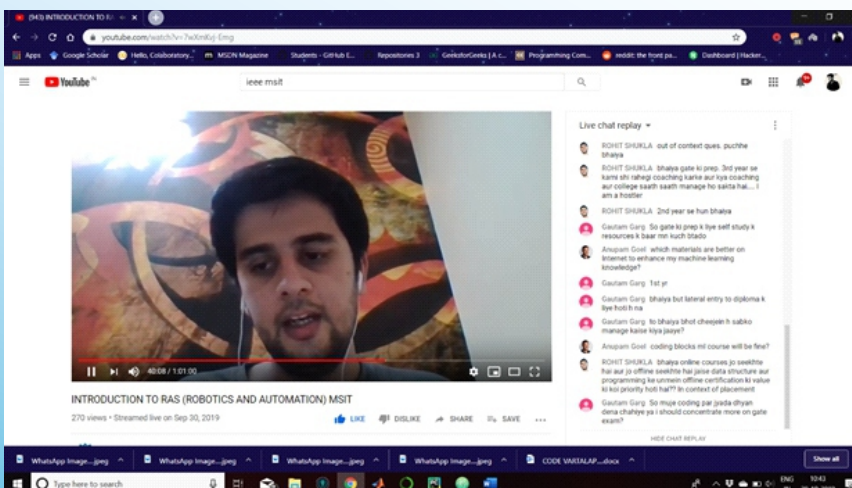 (943) INTRODUCTION TO RA
youtube.com/watch?v=7wXmKvj-Emg
Apps Google Scholar Hello, Colaboratory... MSDN Magazine Students - GitHub E... Repositories 3 GeeksforGeeks | A c... Programming Com... reddit: the front pa... Dashboard | Hacker...
YouTube
ieee msit
Live chat replay
ROHIT SHUKLA out of context ques. puchhe
bhaiya
ROHIT SHUKLA bhaiya gate ki prep. 3rd year se
karni shi rahegi coaching karke aur kya coaching
aur college saath saath manage ho sakta hai.... I
am a hostler
ROHIT SHUKLA 2nd year se hun bhaiya
Gautam Garg So gate ki prep k liye self study k
resources k baar mn kuch btado
Anupam Goel which materials are better on
Internet to enhance my machine learning
knowledge?
Gautam Garg 1st yr
Gautam Garg bhaiya but lateral entry to diploma k
liye hoti h na
Gautam Garg to bhaiya bhot cheejein h sabko
manage kaise kiya jaaye?
Anupam Goel coding blocks ml course will be fine?
ROHIT SHUKLA bhaiya online courses jo seekhte
hai aur jo offline seekhte hai jaise data structure aur
programming ke unmein offline certification ki value
ki koi priority hoti hai?? In context of placement
Gautam Garg So muje coding par jyada dhyan
dena chahiye ya i should concentrate more on gate
exam?
HIDE CHAT REPLAY
40:08 / 1:01:00
INTRODUCTION TO RAS (ROBOTICS AND AUTOMATION) MSIT
270 views • Streamed live on Sep 30, 2019
LIKE DISLIKE SHARE SAVE
WhatsApp Image....jpeg WhatsApp Image....jpeg WhatsApp Image....jpeg WhatsApp Image....jpeg CODE VARTALAP....docx Show all
Type here to search
ENG
10:43